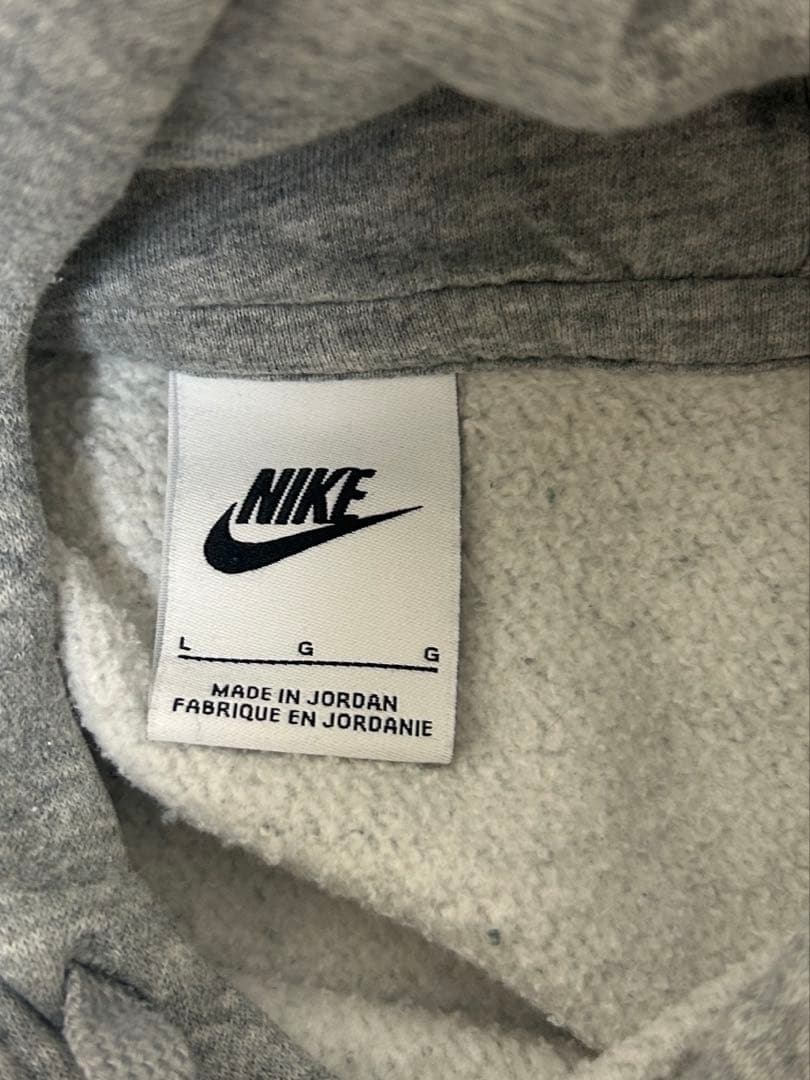 NIKE
L G G
MADE IN JORDAN
FABRIQUE EN JORDANIE